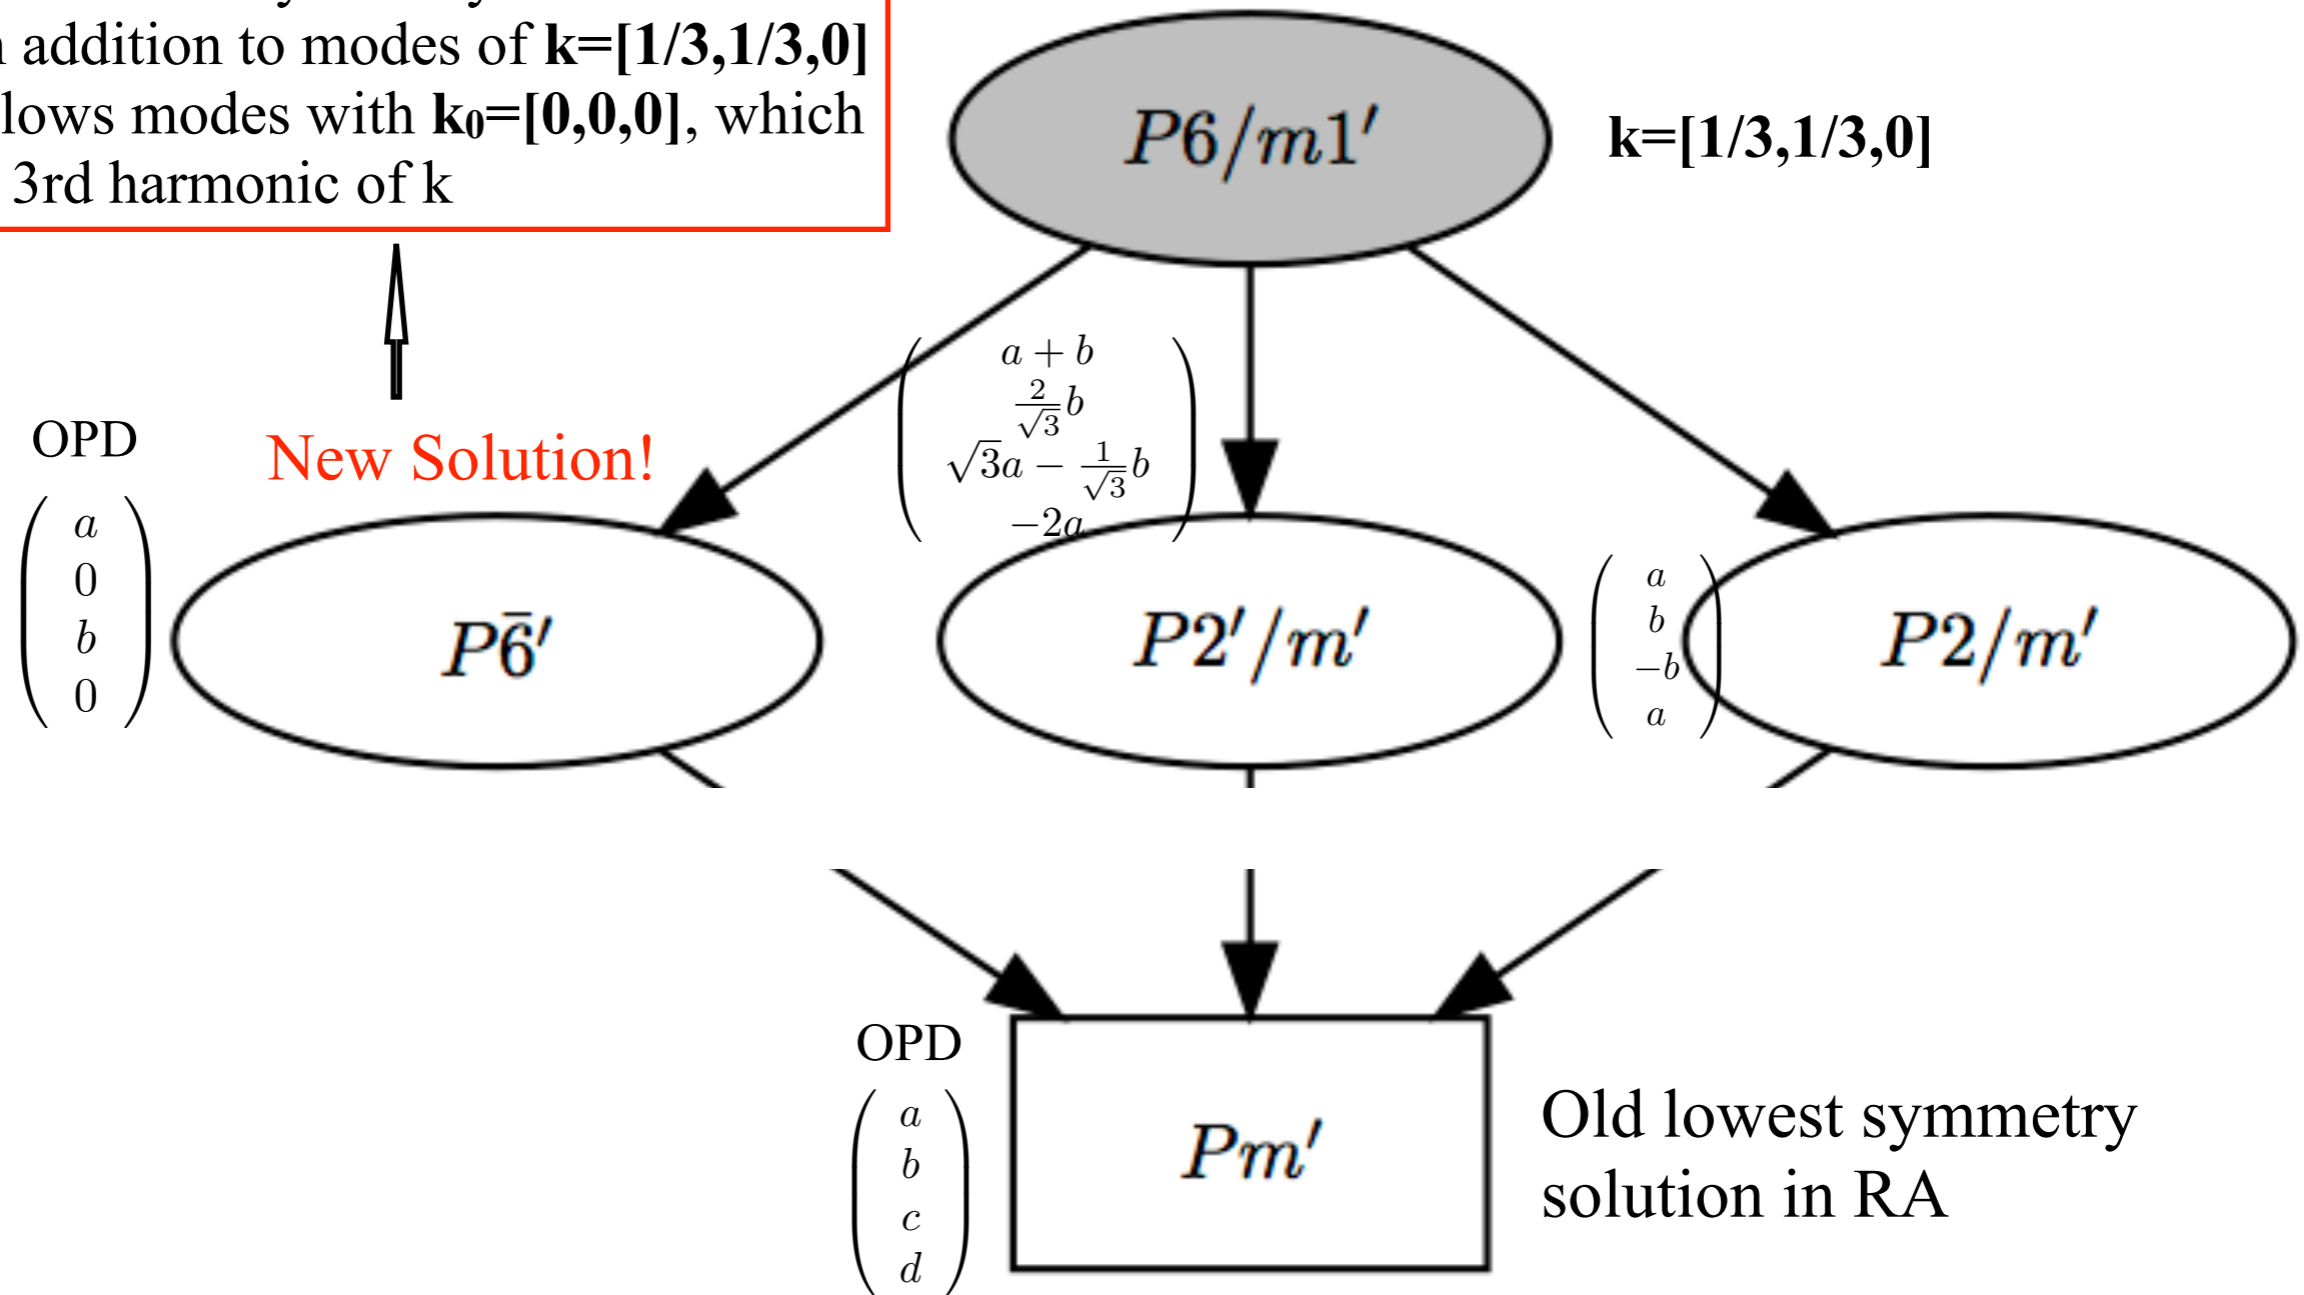 addition to modes of k=[1/3,1/3,0]
lows modes with k₀=[0,0,0], which
3rd harmonic of k
P6/m1′
k=[1/3,1/3,0]
OPD
New Solution!
a
0
b
0
a + b
2/√3 b
√3a − 1/√3 b
−2a
a
b
−b
a
P6̄′
P2′/m′
P2/m′
OPD
a
b
c
d
Pm′
Old lowest symmetry
solution in RA